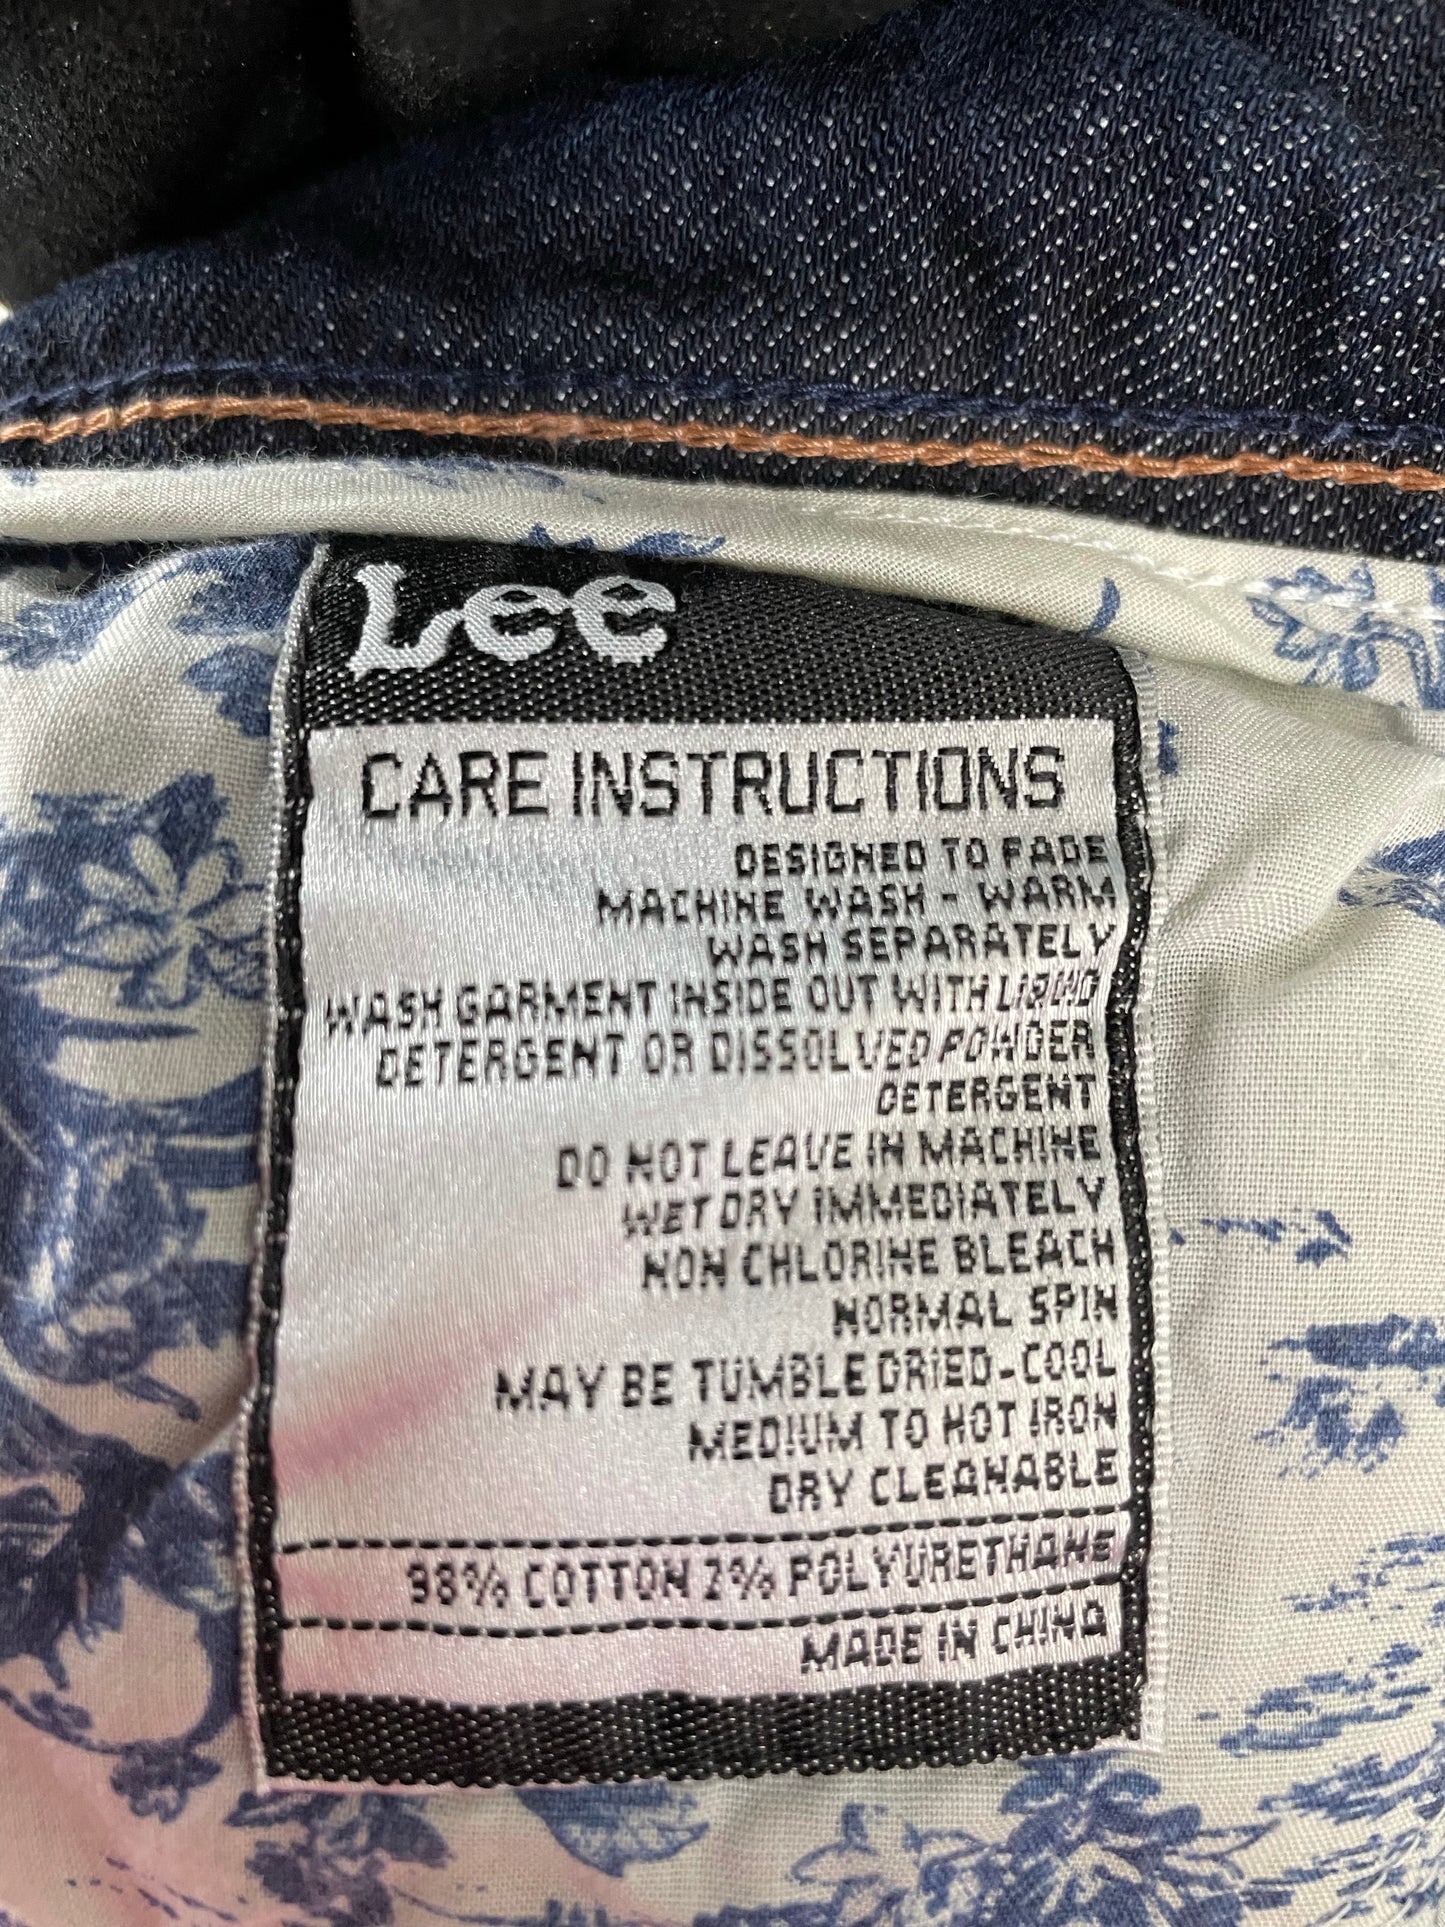 Lee
CARE INSTRUCTIONS
DESIGNED TO FADE
MACHINE WASH - WARM
WASH SEPARATELY
WASH GARMENT INSIDE OUT WITH LIQUID
DETERGENT OR DISSOLVED POWDER
DETERGENT
DO NOT LEAVE IN MACHINE
WET DRY IMMEDIATELY
NON CHLORINE BLEACH
NORMAL SPIN
MAY BE TUMBLE DRIED-COOL
MEDIUM TO HOT IRON
DRY CLEANABLE
98% COTTON 2% POLYURETHANE
MADE IN CHINA